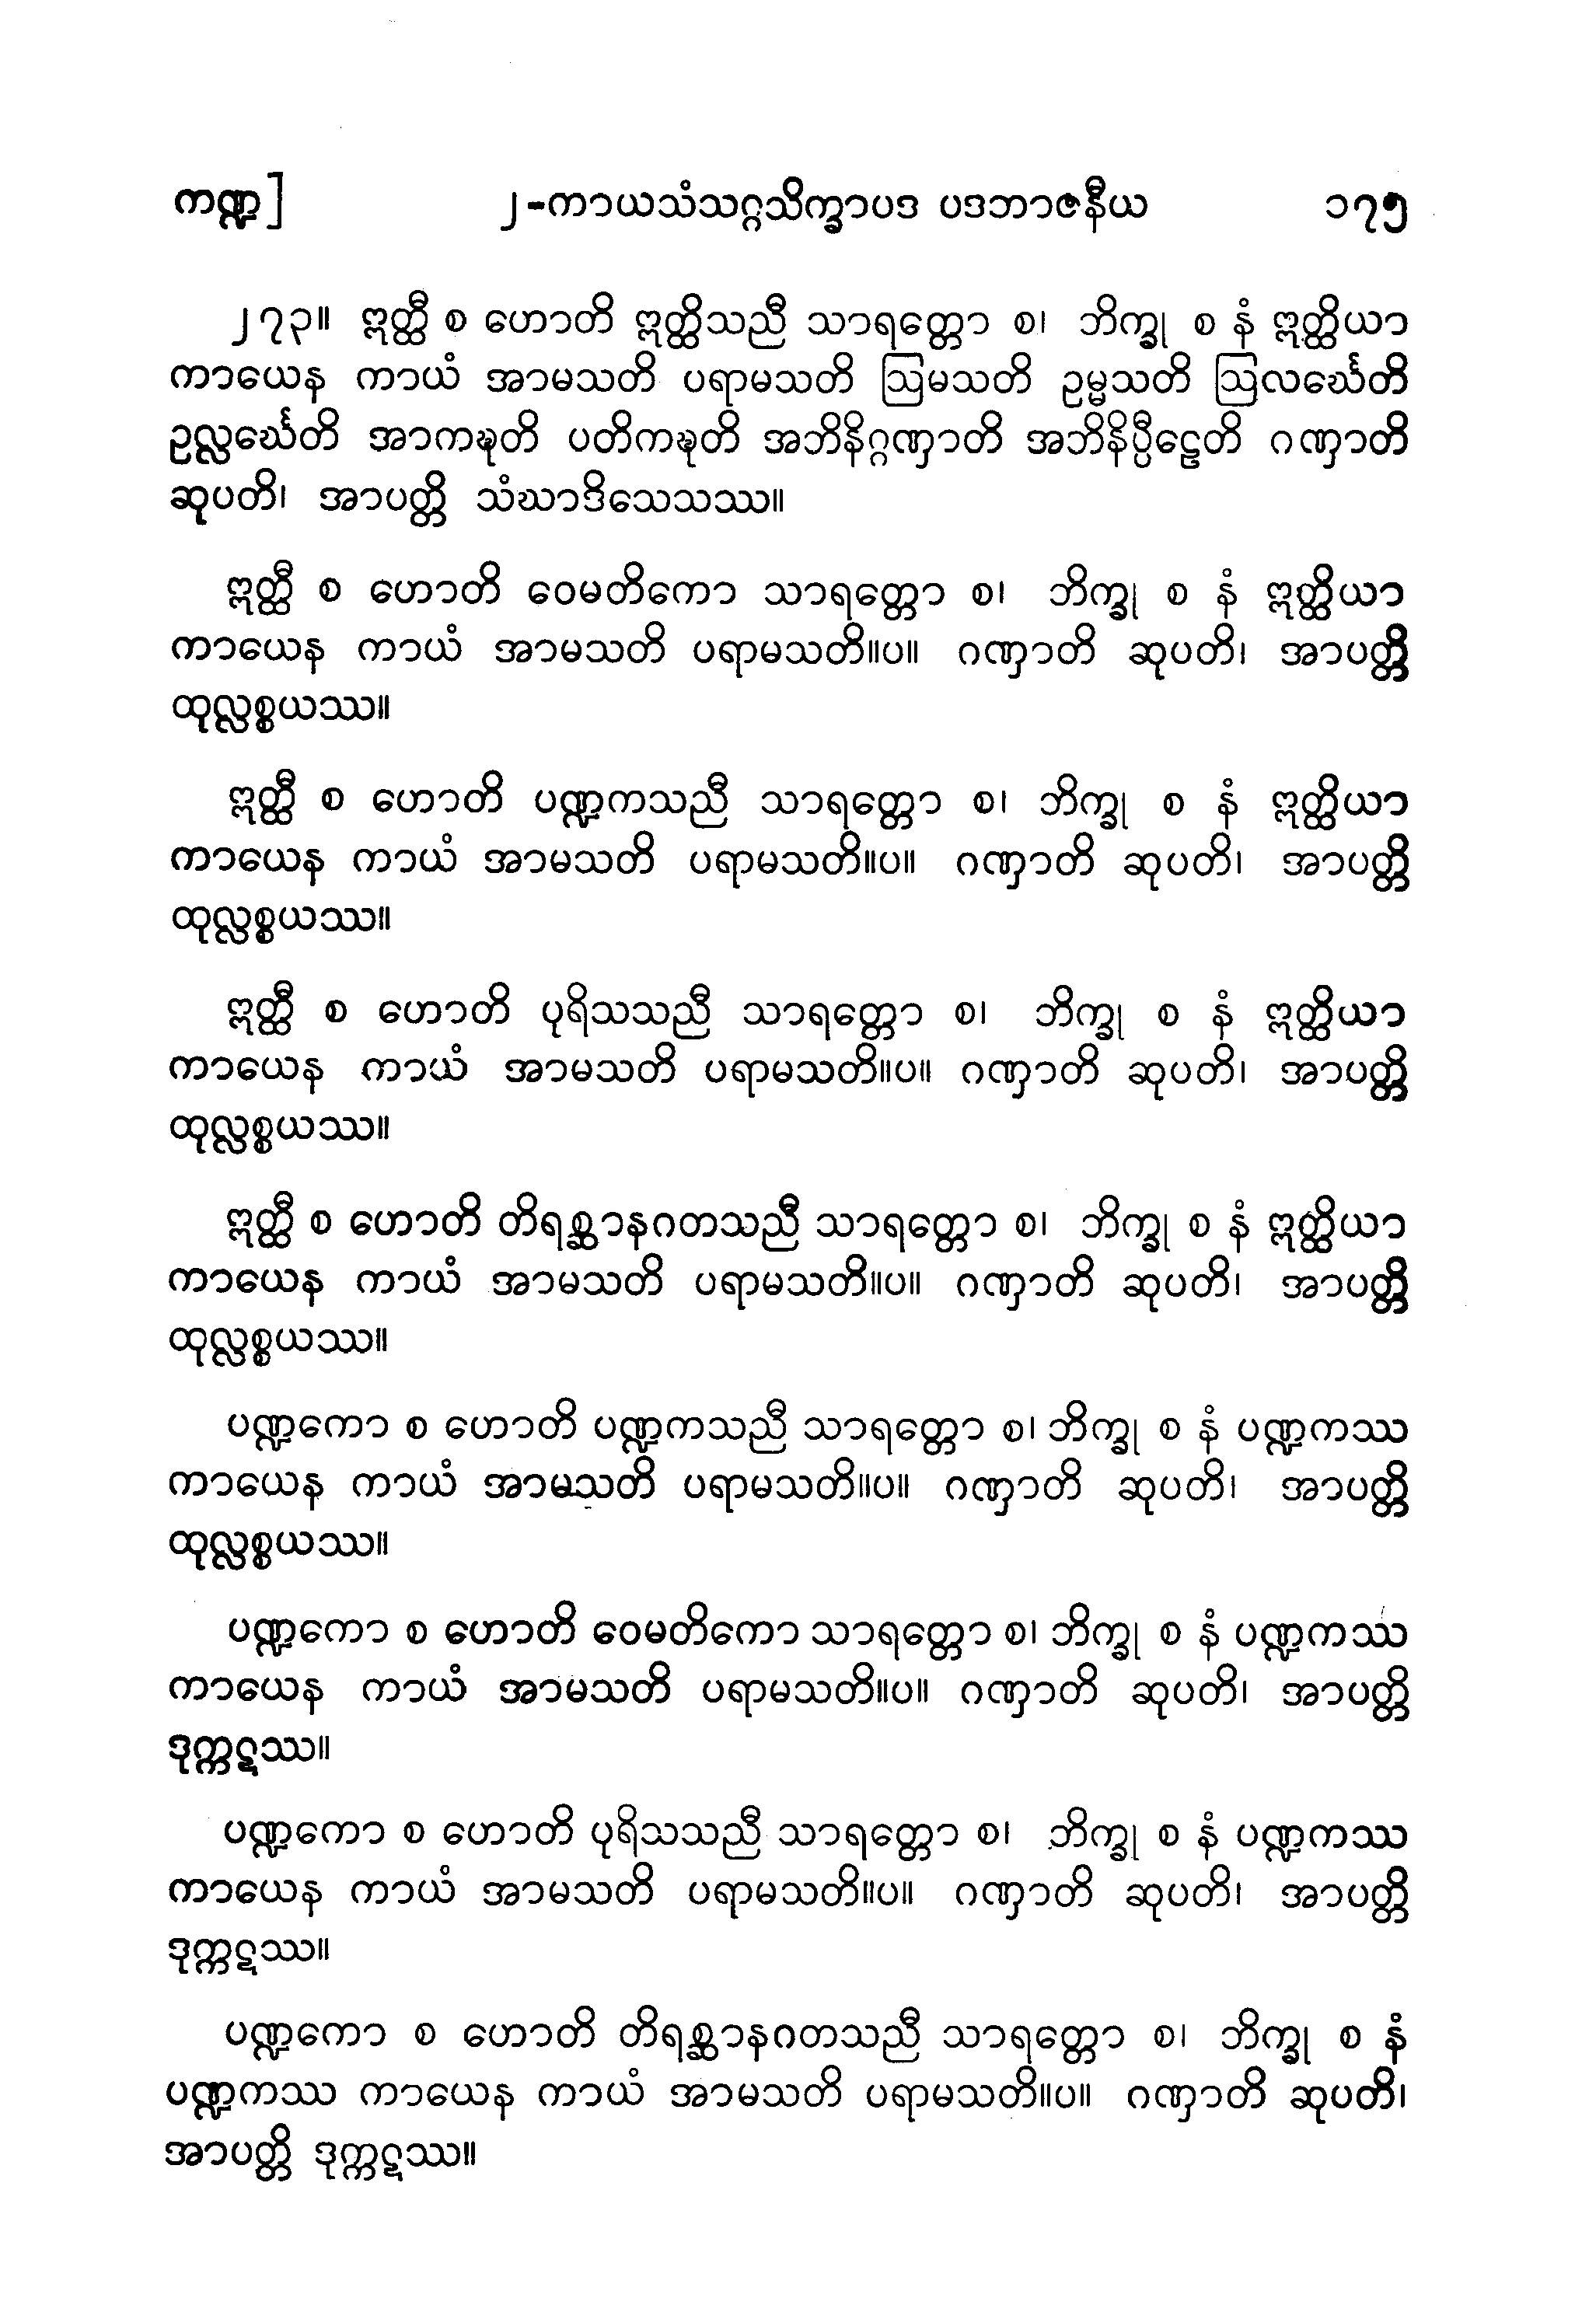 ကဏ္ဍ] ၂-ကာယသံသဂ္ဂသိက္ခာပဒ ပဒဘာဇနီယ ၁၇၅
၂၇၃။ ဣတ္ထီ စ ဟောတိ ဣတ္ထိသညီ သာရတ္တော စ၊ ဘိက္ခု စ နံ ဣတ္ထိယာ
ကာယေန ကာယံ အာမသတိ ပရာမသတိ ဩမသတိ ဥမ္မသတိ ဩလင်္ဃေတိ
ဥလ္လင်္ဃေတိ အာကဍ္ဎတိ ပတိကဍ္ဎတိ အဘိနိဂ္ဂဏှာတိ အဘိနိပ္ပီဠေတိ ဂဏှာတိ
ဆုပတိ၊ အာပတ္တိ သံဃာဒိသေသဿ။
ဣတ္ထီ စ ဟောတိ ဝေမတိကော သာရတ္တော စ၊ ဘိက္ခု စ နံ ဣတ္ထိယာ
ကာယေန ကာယံ အာမသတိ ပရာမသတိ။ပ။ ဂဏှာတိ ဆုပတိ၊ အာပတ္တိ
ထုလ္လစ္စယဿ။
ဣတ္ထီ စ ဟောတိ ပဏ္ဍကသညီ သာရတ္တော စ၊ ဘိက္ခု စ နံ ဣတ္ထိယာ
ကာယေန ကာယံ အာမသတိ ပရာမသတိ။ပ။ ဂဏှာတိ ဆုပတိ၊ အာပတ္တိ
ထုလ္လစ္စယဿ။
ဣတ္ထီ စ ဟောတိ ပုရိသသညီ သာရတ္တော စ၊ ဘိက္ခု စ နံ ဣတ္ထိယာ
ကာယေန ကာယံ အာမသတိ ပရာမသတိ။ပ။ ဂဏှာတိ ဆုပတိ၊ အာပတ္တိ
ထုလ္လစ္စယဿ။
ဣတ္ထီ စ ဟောတိ တိရစ္ဆာနဂတသညီ သာရတ္တော စ၊ ဘိက္ခု စ နံ ဣတ္ထိယာ
ကာယေန ကာယံ အာမသတိ ပရာမသတိ။ပ။ ဂဏှာတိ ဆုပတိ၊ အာပတ္တိ
ထုလ္လစ္စယဿ။
ပဏ္ဍကော စ ဟောတိ ပဏ္ဍကသညီ သာရတ္တော စ၊ ဘိက္ခု စ နံ ပဏ္ဍကဿ
ကာယေန ကာယံ အာမသတိ ပရာမသတိ။ပ။ ဂဏှာတိ ဆုပတိ၊ အာပတ္တိ
ထုလ္လစ္စယဿ။
ပဏ္ဍကော စ ဟောတိ ဝေမတိကော သာရတ္တော စ၊ ဘိက္ခု စ နံ ပဏ္ဍကဿ
ကာယေန ကာယံ အာမသတိ ပရာမသတိ။ပ။ ဂဏှာတိ ဆုပတိ၊ အာပတ္တိ
ဒုက္ကဋဿ။
ပဏ္ဍကော စ ဟောတိ ပုရိသသညီ သာရတ္တော စ၊ ဘိက္ခု စ နံ ပဏ္ဍကဿ
ကာယေန ကာယံ အာမသတိ ပရာမသတိ။ပ။ ဂဏှာတိ ဆုပတိ၊ အာပတ္တိ
ဒုက္ကဋဿ။
ပဏ္ဍကော စ ဟောတိ တိရစ္ဆာနဂတသညီ သာရတ္တော စ၊ ဘိက္ခု စ နံ
ပဏ္ဍကဿ ကာယေန ကာယံ အာမသတိ ပရာမသတိ။ပ။ ဂဏှာတိ ဆုပတိ၊
အာပတ္တိ ဒုက္ကဋဿ။